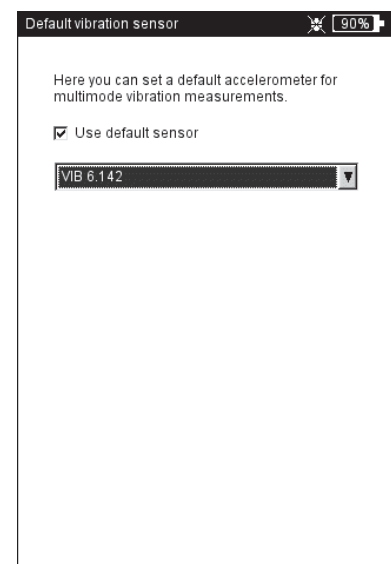 Default vibration sensor 90%
Here you can set a default accelerometer for
multimode vibration measurements.
Use default sensor
VIB 6.142